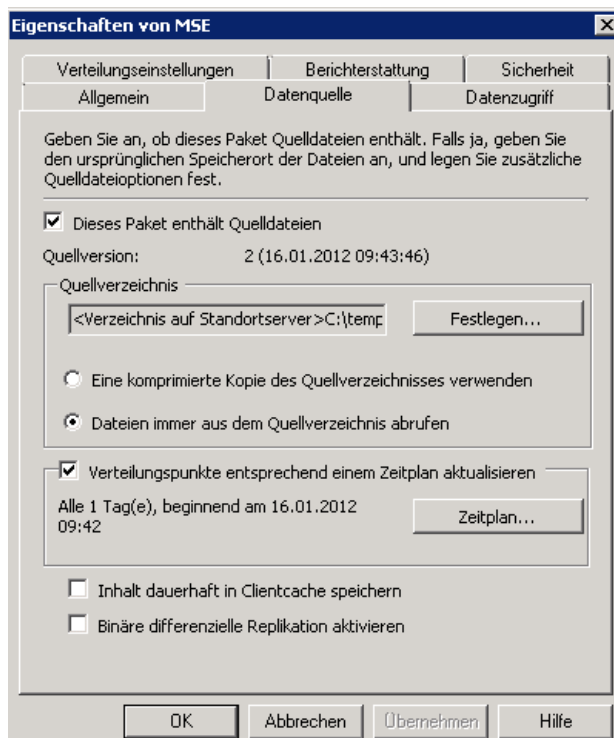 Eigenschaften von MSE
Verteilungseinstellungen
Berichterstattung
Sicherheit
Allgemein
Datenquelle
Datenzugriff
Geben Sie an, ob dieses Paket Quelldateien enthält. Falls ja, geben Sie
den ursprünglichen Speicherort der Dateien an, und legen Sie zusätzliche
Quelldateioptionen fest.
Dieses Paket enthält Quelldateien
Quellversion: 2 (16.01.2012 09:43:46)
Quellverzeichnis
<Verzeichnis auf Standortserver>C:\temp
Festlegen...
Eine komprimierte Kopie des Quellverzeichnisses verwenden
Dateien immer aus dem Quellverzeichnis abrufen
Verteilungspunkte entsprechend einem Zeitplan aktualisieren
Alle 1 Tag(e), beginnend am 16.01.2012
09:42
Zeitplan...
Inhalt dauerhaft in Clientcache speichern
Binäre differenzielle Replikation aktivieren
OK
Abbrechen
Übernehmen
Hilfe